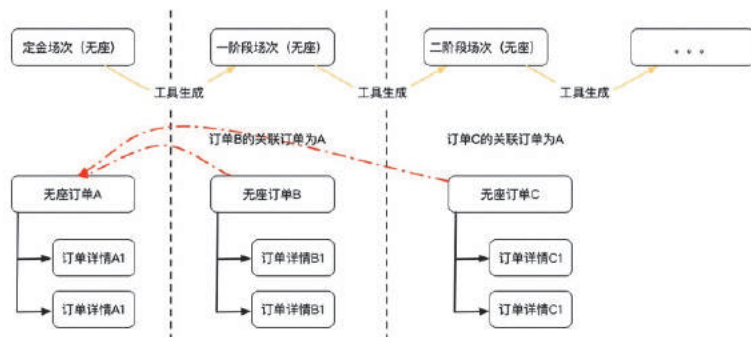 定金场次（无座）
一阶段场次（无座）
二阶段场次（无座）
。。。
工具生成
工具生成
工具生成
订单B的关联订单为A
订单C的关联订单为A
无座订单A
无座订单B
无座订单C
订单详情A1
订单详情B1
订单详情C1
订单详情A1
订单详情B1
订单详情C1